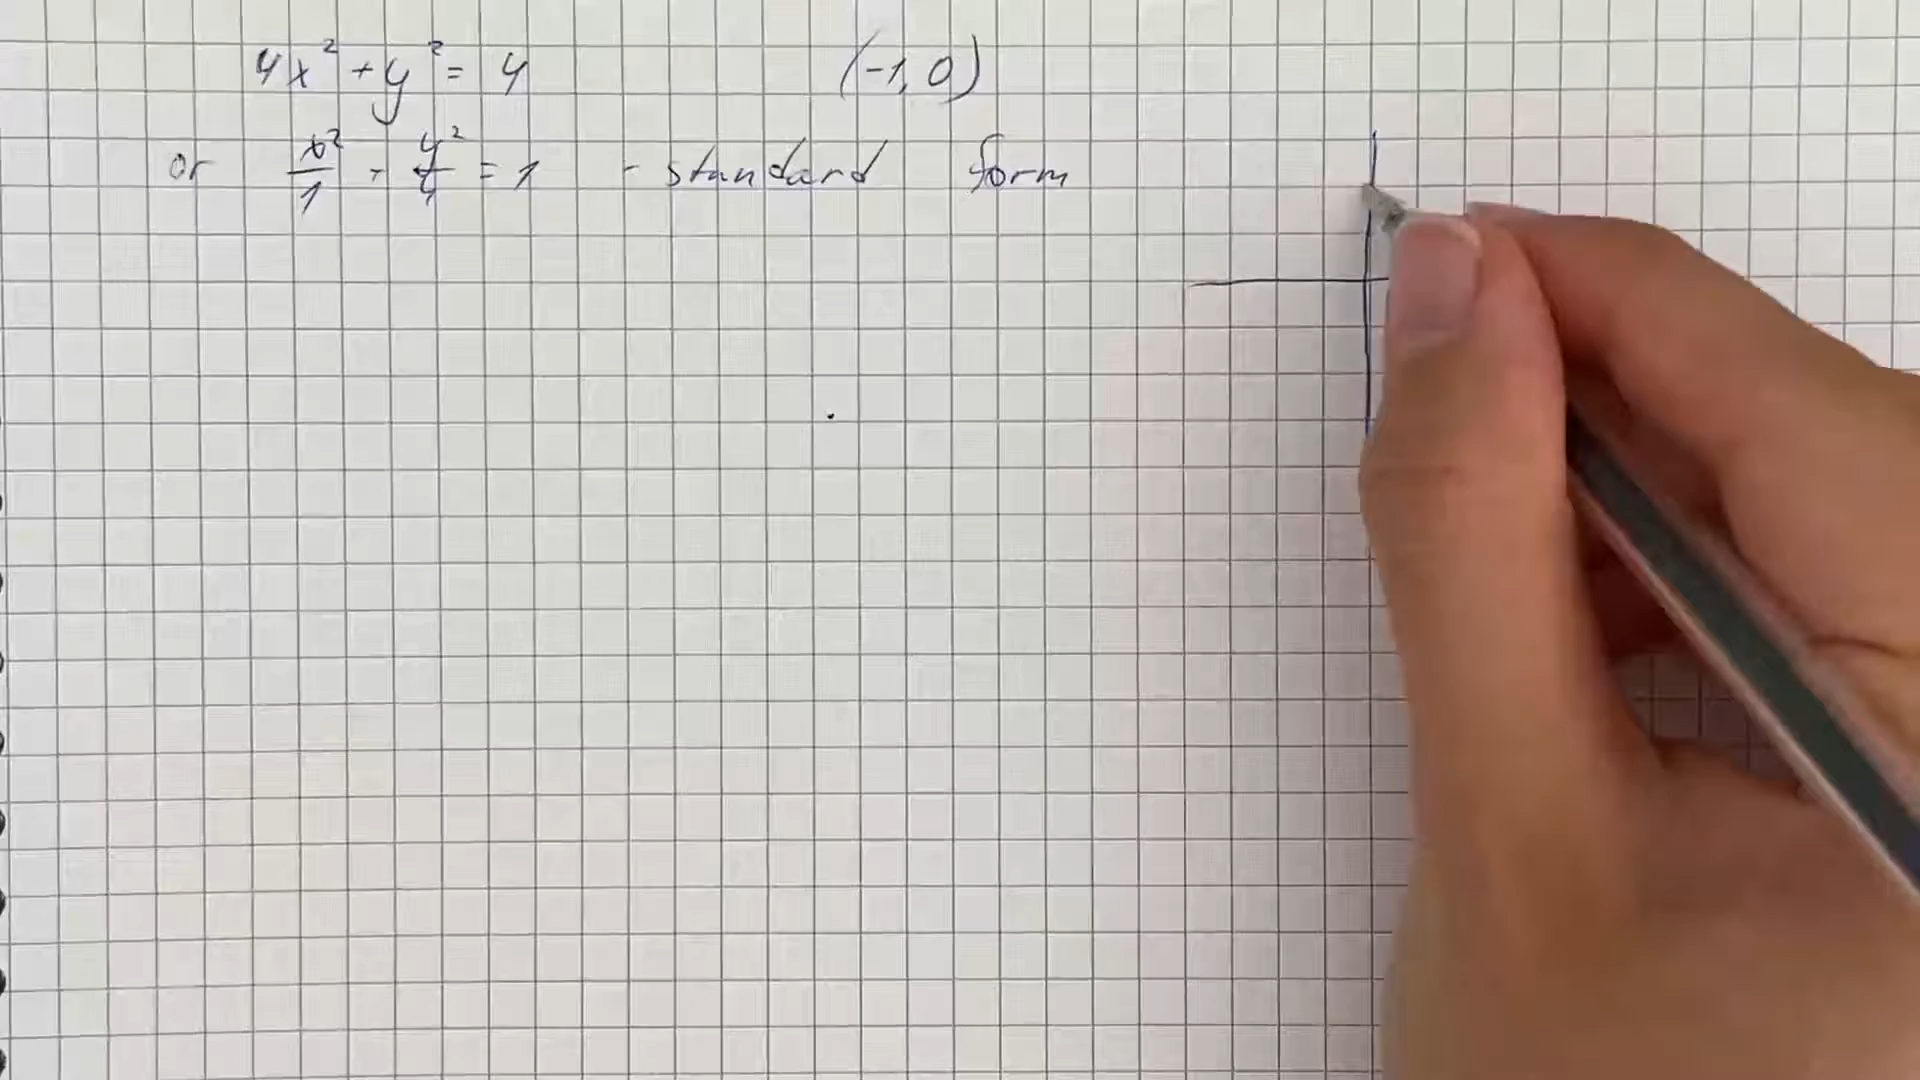 4x² + y² = 4 (-1, 0)
or x²/1 - y²/4 = 1 - standard form